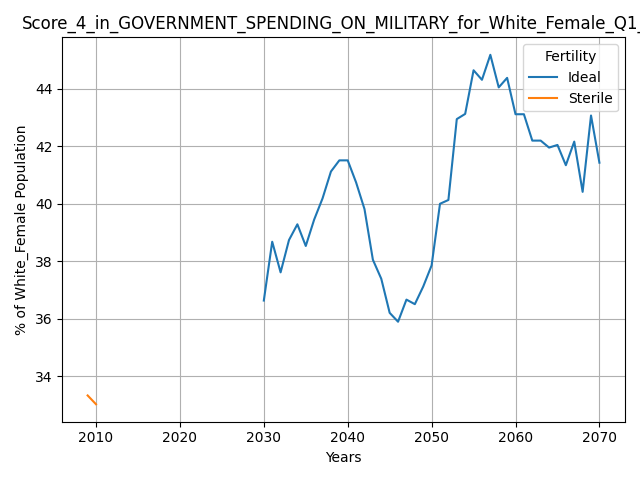 Score_4_in_GOVERNMENT_SPENDING_ON_MILITARY_for_White_Female_Q1_
Fertility
Ideal
Sterile
% of White_Female Population
44
42
40
38
36
34
2010 2020 2030 2040 2050 2060 2070
Years